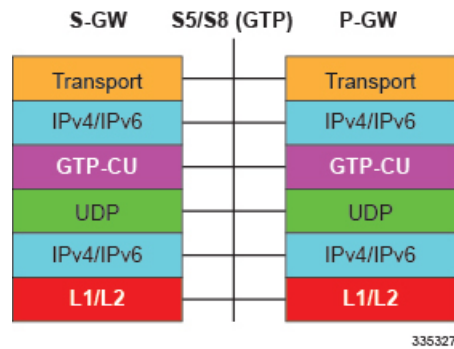 S-GW S5/S8 (GTP) P-GW
Transport Transport
IPv4/IPv6 IPv4/IPv6
GTP-CU GTP-CU
UDP UDP
IPv4/IPv6 IPv4/IPv6
L1/L2 L1/L2
335327